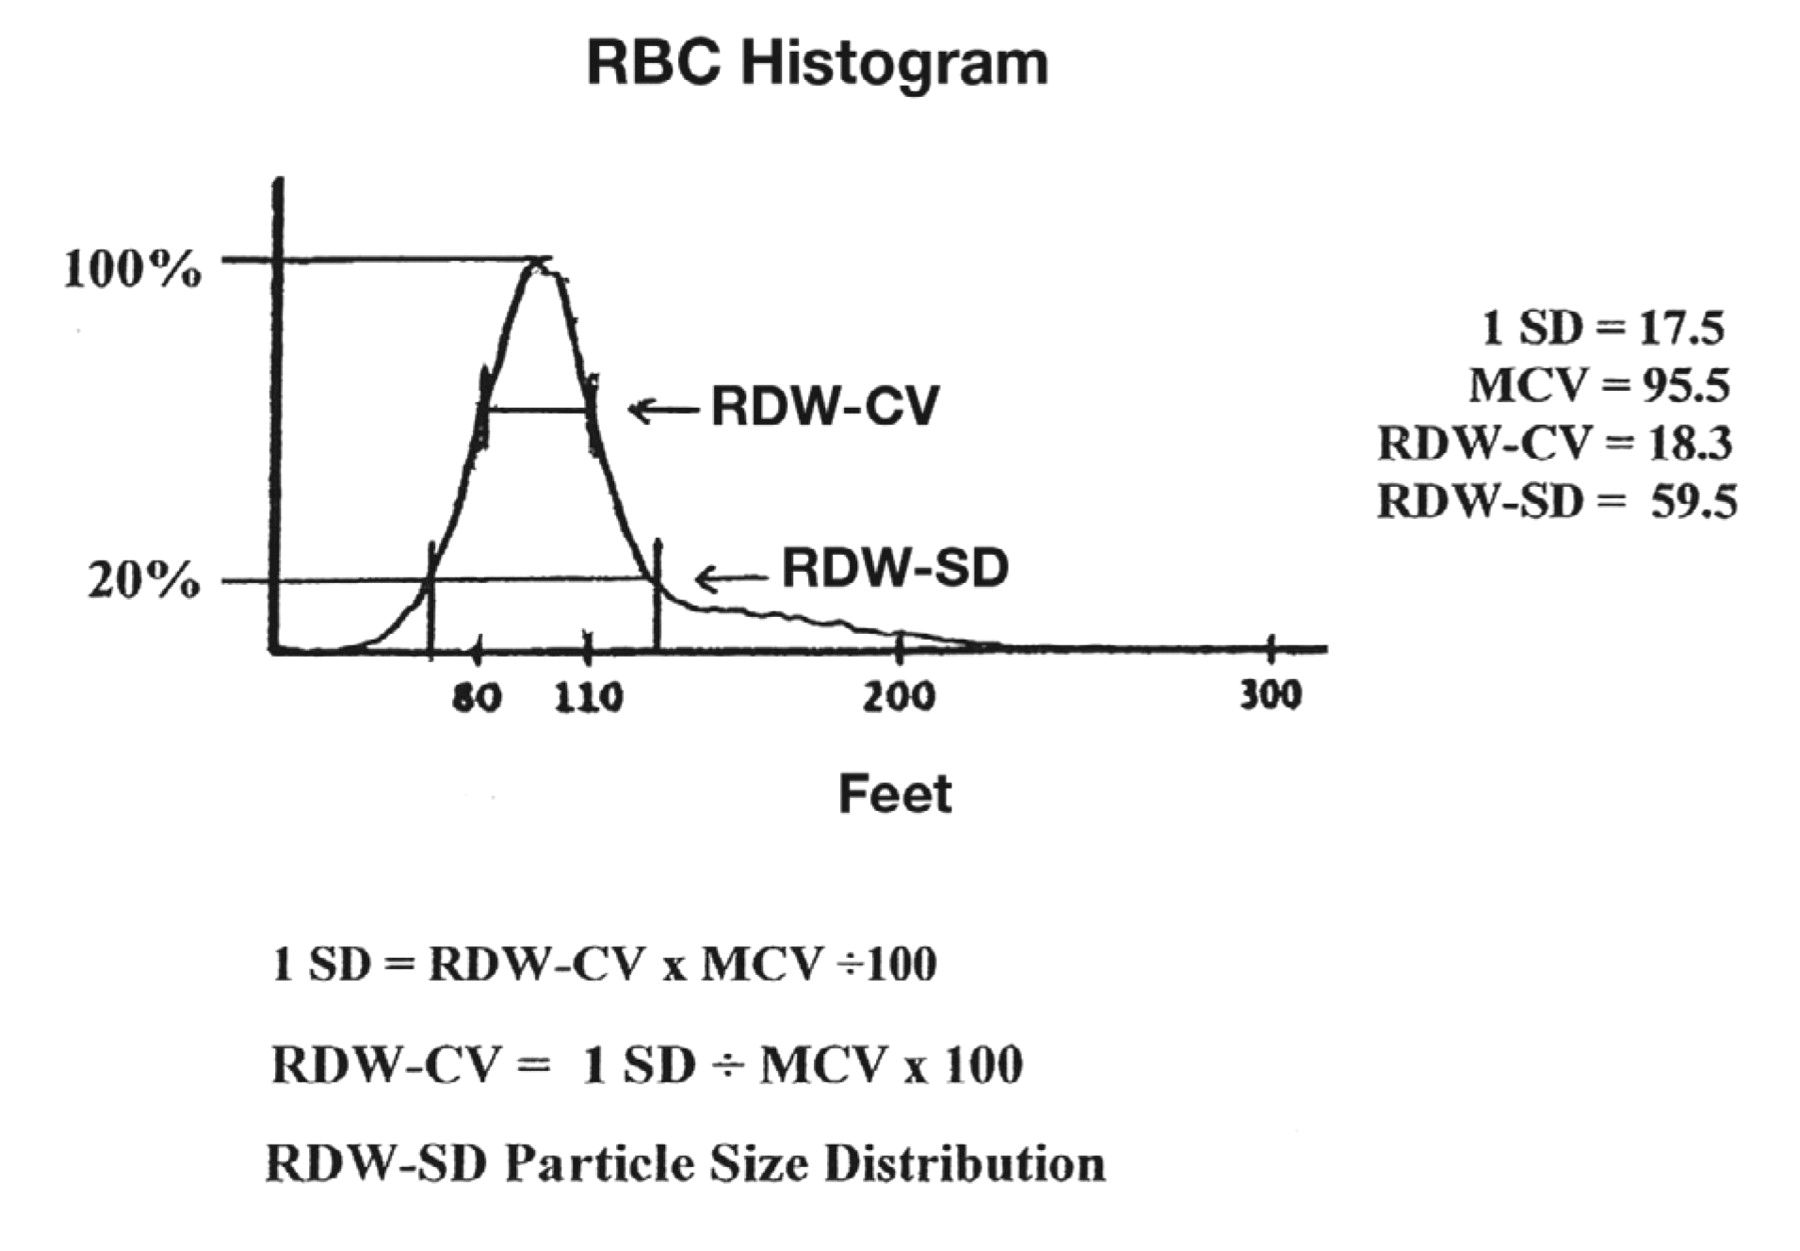 RBC Histogram
100%
1 SD = 17.5
MCV = 95.5
RDW-CV
RDW-CV = 18.3
RDW-SD = 59.5
20%
RDW-SD
80 110 200 300
Feet
1 SD = RDW-CV x MCV ÷100
RDW-CV = 1 SD ÷ MCV x 100
RDW-SD Particle Size Distribution